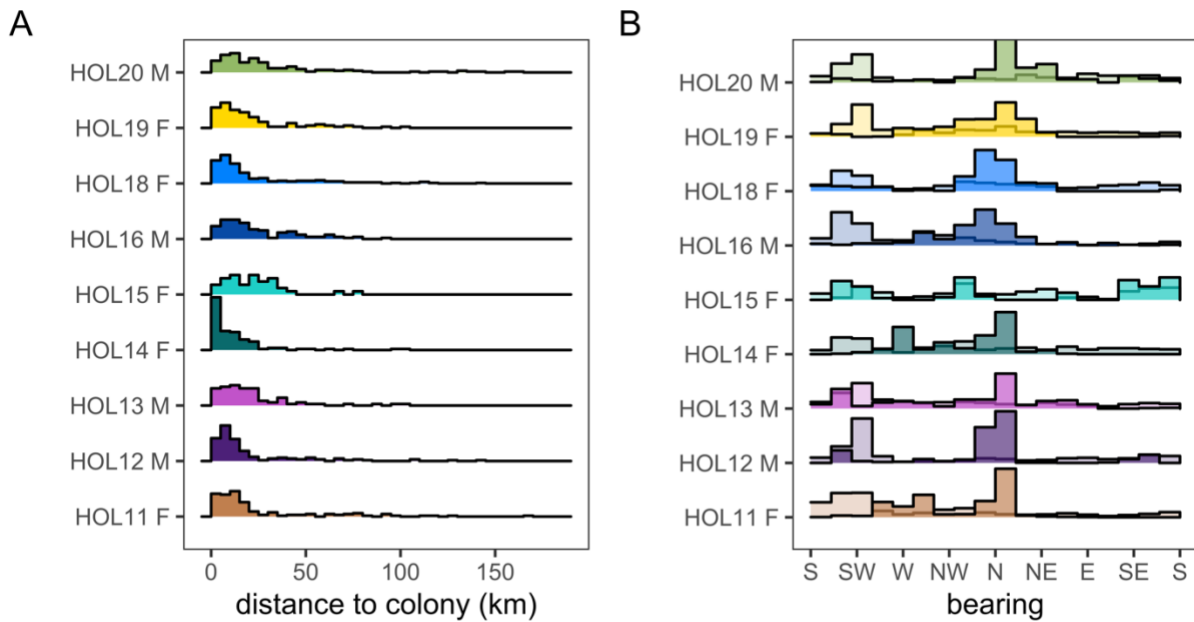 A
HOL20 M
HOL19 F
HOL18 F
HOL16 M
HOL15 F
HOL14 F
HOL13 M
HOL12 M
HOL11 F
0 50 100 150
distance to colony (km)
B
HOL20 M
HOL19 F
HOL18 F
HOL16 M
HOL15 F
HOL14 F
HOL13 M
HOL12 M
HOL11 F
S SW W NW N NE E SE S
bearing